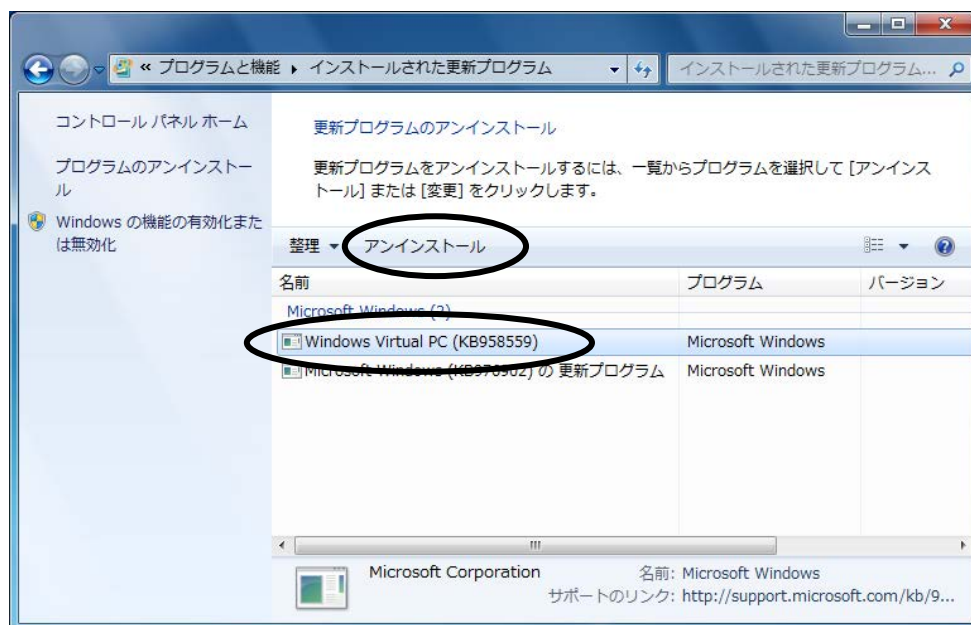 « プログラムと機能 ▸ インストールされた更新プログラム
インストールされた更新プログラム...
コントロール パネル ホーム
プログラムのアンインストー
ル
Windows の機能の有効化また
は無効化
更新プログラムのアンインストール
更新プログラムをアンインストールするには、一覧からプログラムを選択して [アンインス
トール] または [変更] をクリックします。
整理 アンインストール
名前 プログラム バージョン
Microsoft Windows (2)
Windows Virtual PC (KB958559) Microsoft Windows
Microsoft Windows (KB976902) の 更新プログラム Microsoft Windows
Microsoft Corporation 名前: Microsoft Windows
サポートのリンク: http://support.microsoft.com/kb/9...